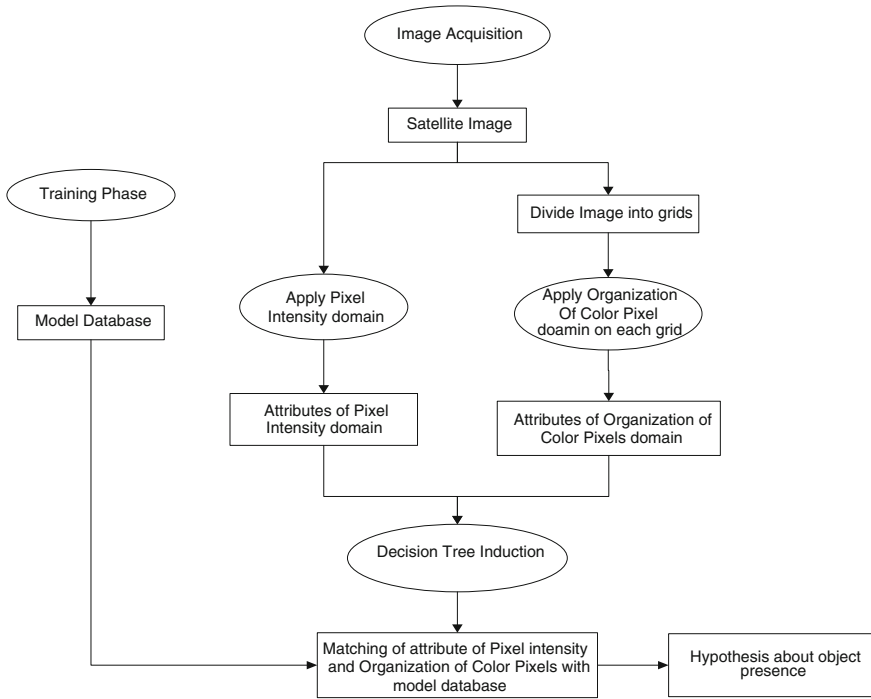 Image Acquisition
Satellite Image
Training Phase
Divide Image into grids
Model Database
Apply Pixel
Intensity domain
Apply Organization
Of Color Pixel
doamin on each grid
Attributes of Pixel
Intensity domain
Attributes of Organization of
Color Pixels domain
Decision Tree Induction
Matching of attribute of Pixel intensity
and Organization of Color Pixels with
model database
Hypothesis about object
presence